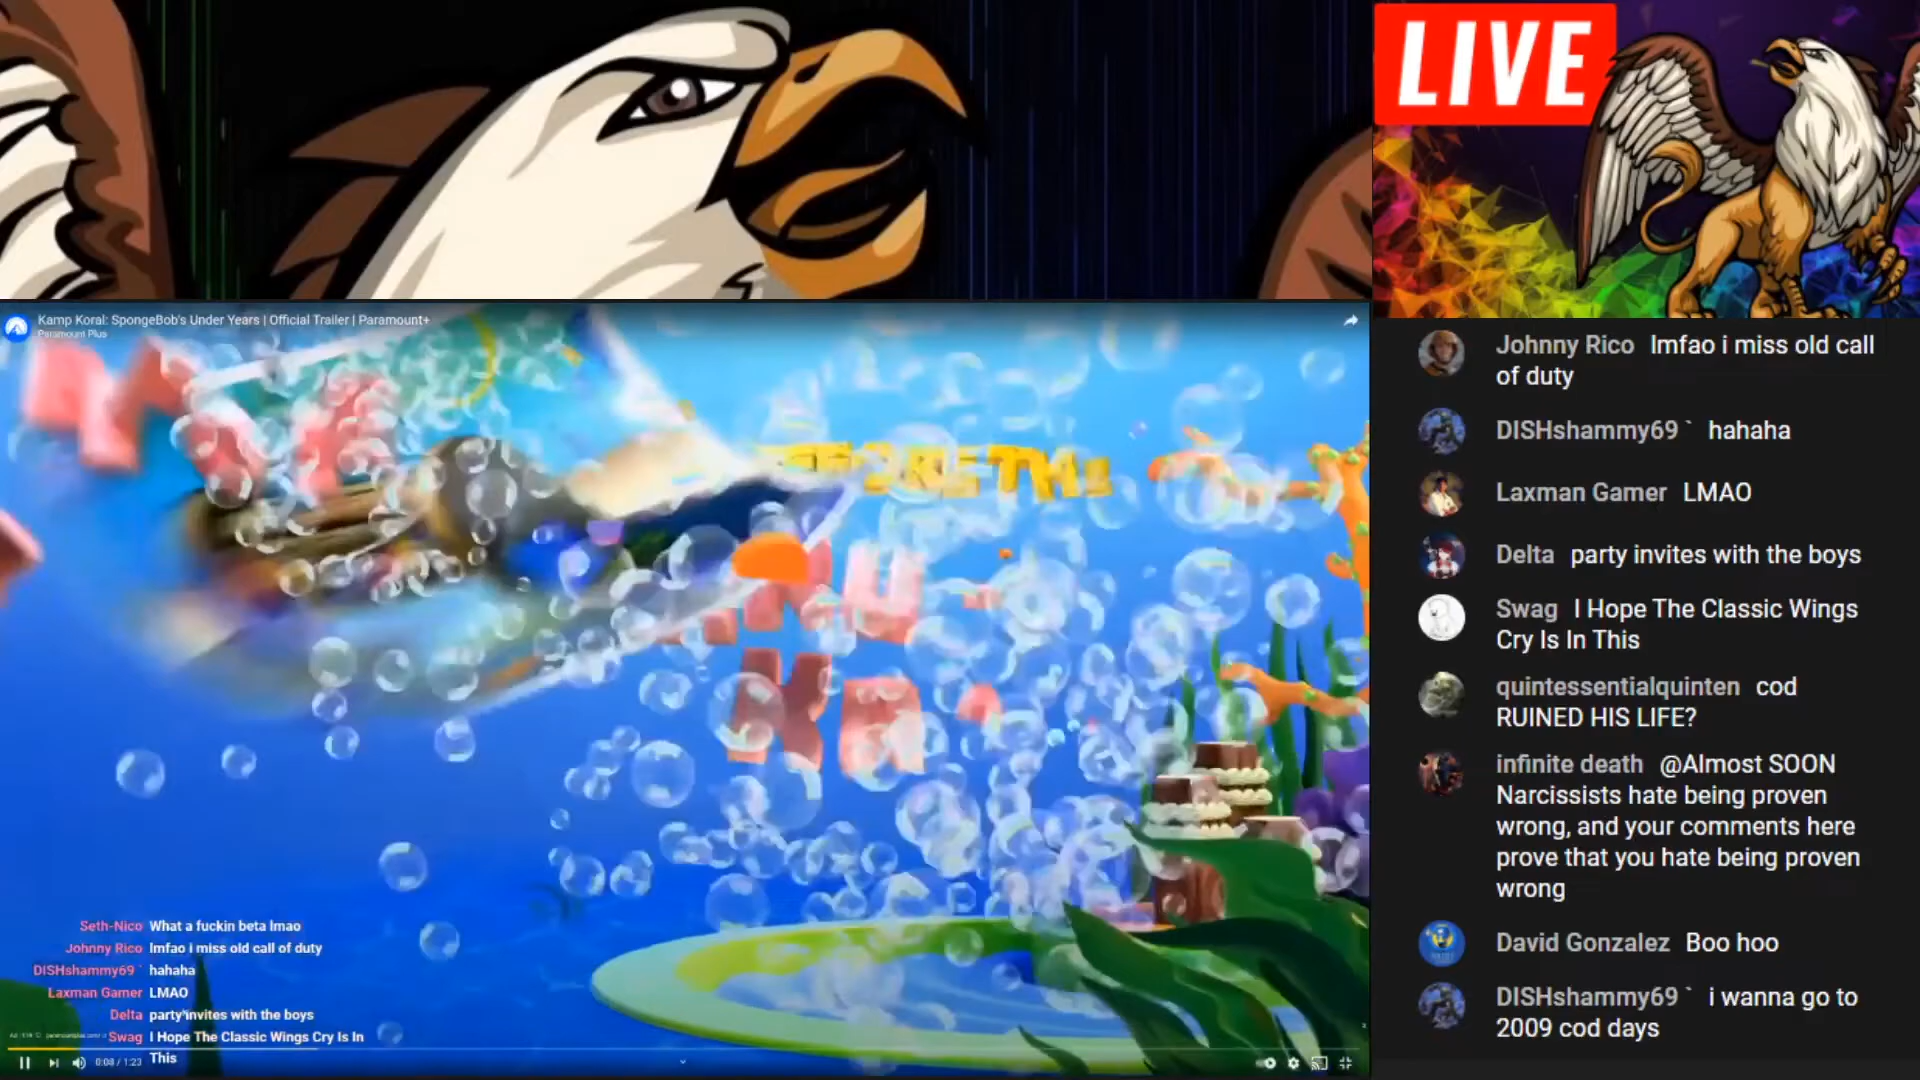 LIVE
Kamp Koral: SpongeBob's Under Years | Official Trailer | Paramount+
Paramount Plus
Johnny Rico lmfao i miss old call
of duty
DISHshammy69 ` hahaha
Laxman Gamer LMAO
Delta party invites with the boys
Swag I Hope The Classic Wings
Cry Is In This
quintessentialquinten cod
RUINED HIS LIFE?
infinite death @Almost SOON
Narcissists hate being proven
wrong, and your comments here
prove that you hate being proven
wrong
David Gonzalez Boo hoo
DISHshammy69 ` i wanna go to
2009 cod days
Seth-Nico What a fuckin beta lmao
Johnny Rico lmfao i miss old call of duty
DISHshammy69 ` hahaha
Laxman Gamer LMAO
Delta party invites with the boys
Swag I Hope The Classic Wings Cry Is In
This
0:08 / 1:23